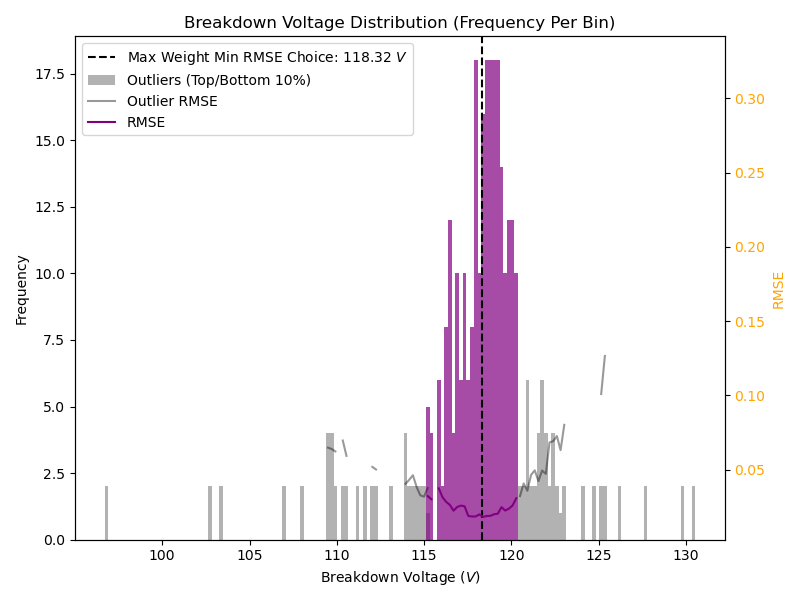 Breakdown Voltage Distribution (Frequency Per Bin)
Max Weight Min RMSE Choice: 118.32 V
Outliers (Top/Bottom 10%)
Outlier RMSE
RMSE
17.5
15.0
12.5
10.0
7.5
5.0
2.5
0.0
Frequency
0.30
0.25
0.20
0.15
0.10
0.05
RMSE
100
105
110
115
120
125
130
Breakdown Voltage (V)